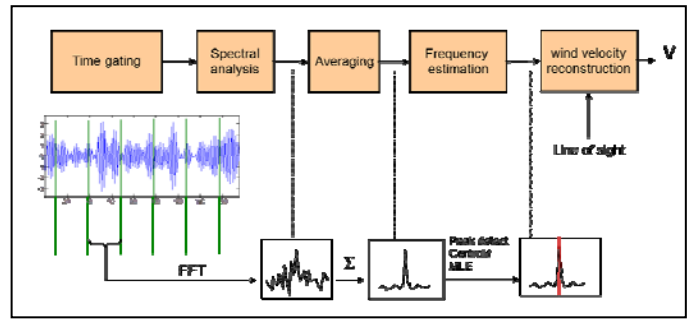 Time gating
Spectral
analysis
Averaging
Frequency
estimation
wind velocity
reconstruction
V
Line of sight
FFT
Σ
Peak detect
Centroid
MLE